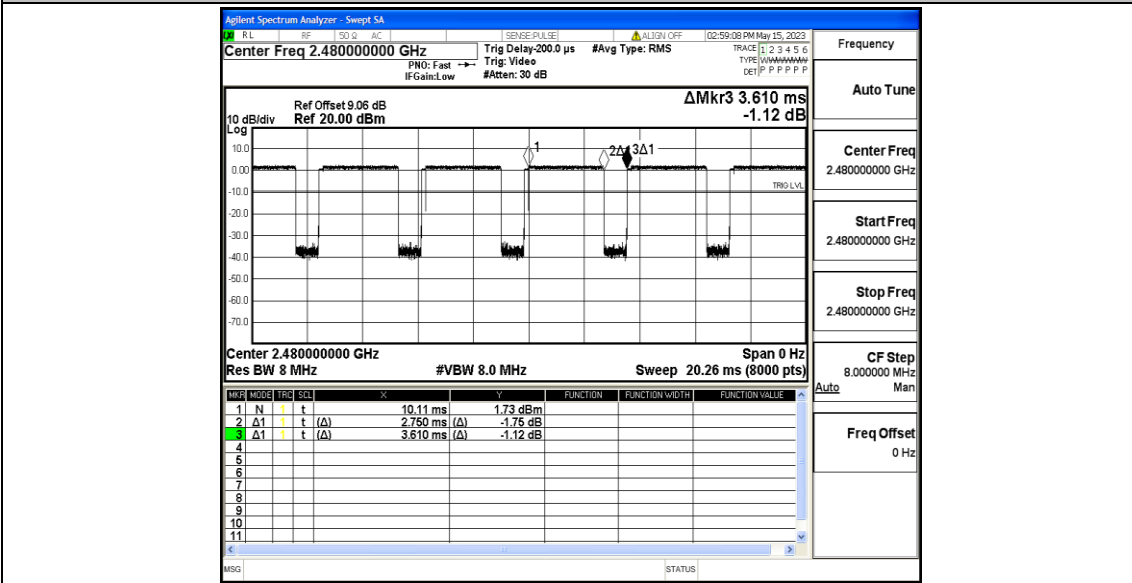 Agilent Spectrum Analyzer - Swept SA
RL RF 50 Ω AC SENSE:PULSE ALIGN OFF 02:59:08 PM May 15, 2023
Center Freq 2.480000000 GHz
PNO: Fast
IFGain:Low
Trig Delay-200.0 µs
Trig: Video
#Atten: 30 dB
#Avg Type: RMS
TRACE 1 2 3 4 5 6
TYPE
DET P P P P P P
Ref Offset 9.06 dB
10 dB/div Ref 20.00 dBm
Log
ΔMkr3 3.610 ms
-1.12 dB
10.0
0.00
-10.0
-20.0
-30.0
-40.0
-50.0
-60.0
-70.0
1
3Δ1
TRIG LVL
Center 2.480000000 GHz Span 0 Hz
Res BW 8 MHz #VBW 8.0 MHz Sweep 20.26 ms (8000 pts)
MKR MODE TRC SCL X Y FUNCTION FUNCTION WIDTH FUNCTION VALUE
1 N 1 t 10.11 ms 1.73 dBm
2 Δ1 1 t (Δ) 2.750 ms (Δ) -1.75 dB
3 Δ1 1 t (Δ) 3.610 ms (Δ) -1.12 dB
4
5
6
7
8
9
10
11
MSG STATUS
Frequency
Auto Tune
Center Freq
2.480000000 GHz
Start Freq
2.480000000 GHz
Stop Freq
2.480000000 GHz
CF Step
8.000000 MHz
Auto Man
Freq Offset
0 Hz